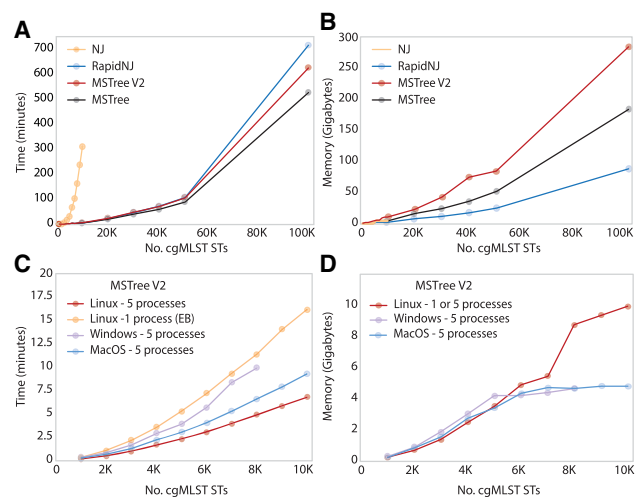 A
NJ
RapidNJ
MSTree V2
MSTree
700
600
500
400
300
200
100
0
Time (minutes)
0
20K
40K
60K
80K
100K
No. cgMLST STs
B
NJ
RapidNJ
MSTree V2
MSTree
300
250
200
150
100
50
0
Memory (Gigabytes)
0
20K
40K
60K
80K
100K
No. cgMLST STs
C
MSTree V2
Linux - 5 processes
Linux -1 process (EB)
Windows - 5 processes
MacOS - 5 processes
20
17.5
15
12.5
10
7.5
5
2.5
0
Time (minutes)
0
2K
4K
6K
8K
10K
No. cgMLST STs
D
MSTree V2
Linux - 1 or 5 processes
Windows - 5 processes
MacOS - 5 processes
10
8
6
4
2
0
Memory (Gigabytes)
0
2K
4K
6K
8K
10K
No. cgMLST STs